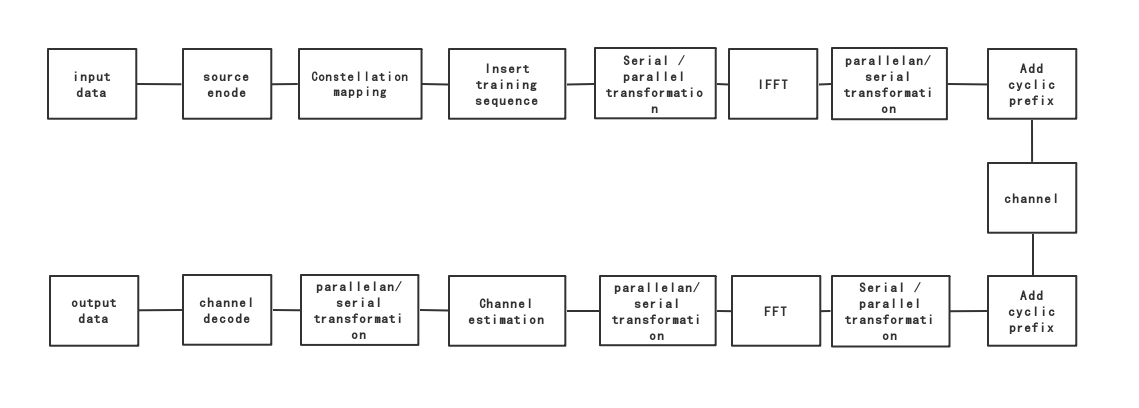 input
data
source
enode
Constellation
mapping
Insert
training
sequence
Serial /
parallel
transformatio
n
IFFT
parallelan/
serial
transformati
on
Add
cyclic
prefix
channel
output
data
channel
decode
parallelan/
serial
transformati
on
Channel
estimation
parallelan/
serial
transformati
on
FFT
Serial /
parallel
transformati
on
Add
cyclic
prefix